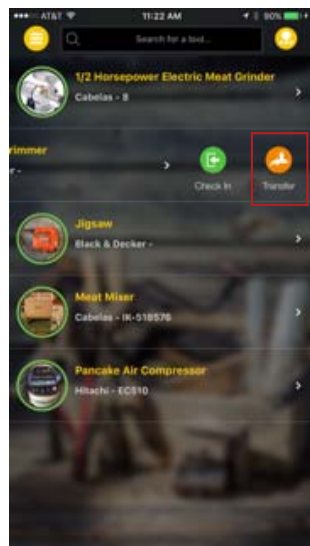 AT&T 11:22 AM 90%
Search for a tool...
1/2 Horsepower Electric Meat Grinder
Cabelas - 8
rimmer
r -
Check In
Transfer
Jigsaw
Black & Decker -
Meat Mixer
Cabelas - IK-518576
Pancake Air Compressor
Hitachi - EC510